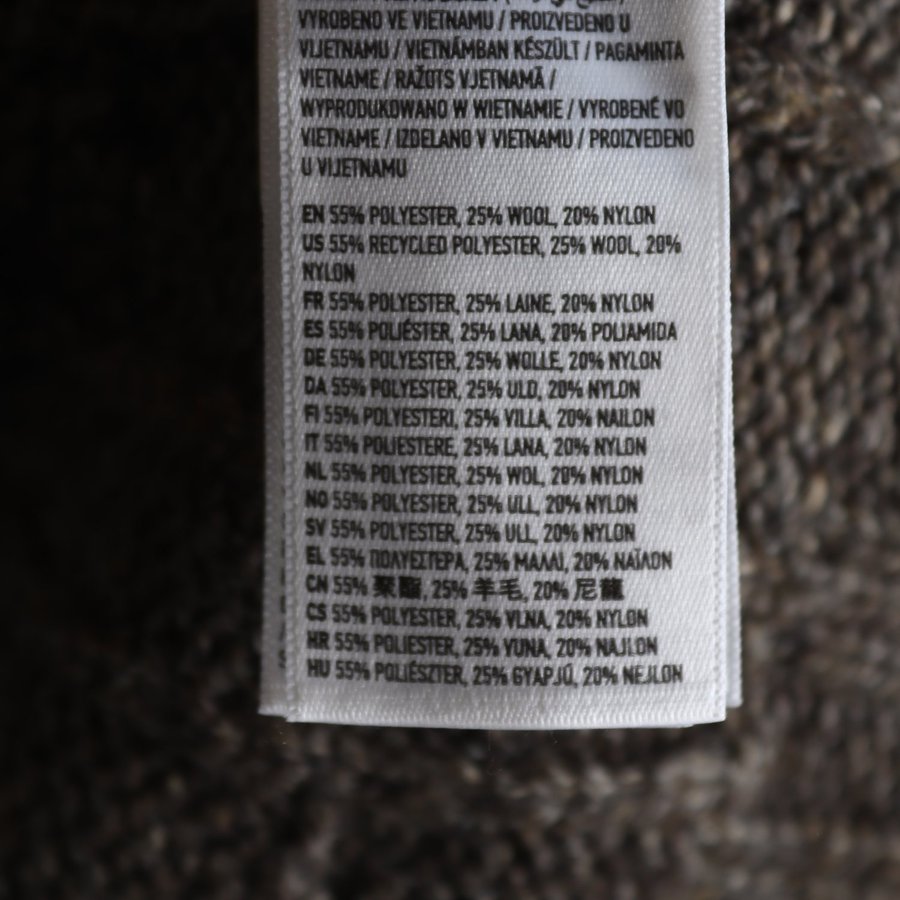 VYROBENO VE VIETNAMU / PROIZVEDENO U
VIJETNAMU / VIETNÁMBAN KÉSZÜLT / PAGAMINTA
VIETNAME / RAŽOTS VJETNAMĀ /
WYPRODUKOWANO W WIETNAMIE / VYROBENÉ VO
VIETNAME / IZDELANO V VIETNAMU / PROIZVEDENO
U VIJETNAMU
EN 55% POLYESTER, 25% WOOL, 20% NYLON
US 55% RECYCLED POLYESTER, 25% WOOL, 20%
NYLON
FR 55% POLYESTER, 25% LAINE, 20% NYLON
ES 55% POLIÉSTER, 25% LANA, 20% POLIAMIDA
DE 55% POLYESTER, 25% WOLLE, 20% NYLON
DA 55% POLYESTER, 25% ULD, 20% NYLON
FI 55% POLYESTERI, 25% VILLA, 20% NAILON
IT 55% POLIESTERE, 25% LANA, 20% NYLON
NL 55% POLYESTER, 25% WOL, 20% NYLON
NO 55% POLYESTER, 25% ULL, 20% NYLON
SV 55% POLYESTER, 25% ULL, 20% NYLON
EL 55% ΠΟΛΥΕΣΤΕΡΑ, 25% ΜΑΛΛΙ, 20% ΝΑΪΛΟΝ
CN 55% 聚酯, 25% 羊毛, 20% 尼龍
CS 55% POLYESTER, 25% VLNA, 20% NYLON
HR 55% POLIESTER, 25% VUNA, 20% NAJLON
HU 55% POLIÉSZTER, 25% GYAPJÚ, 20% NEJLON